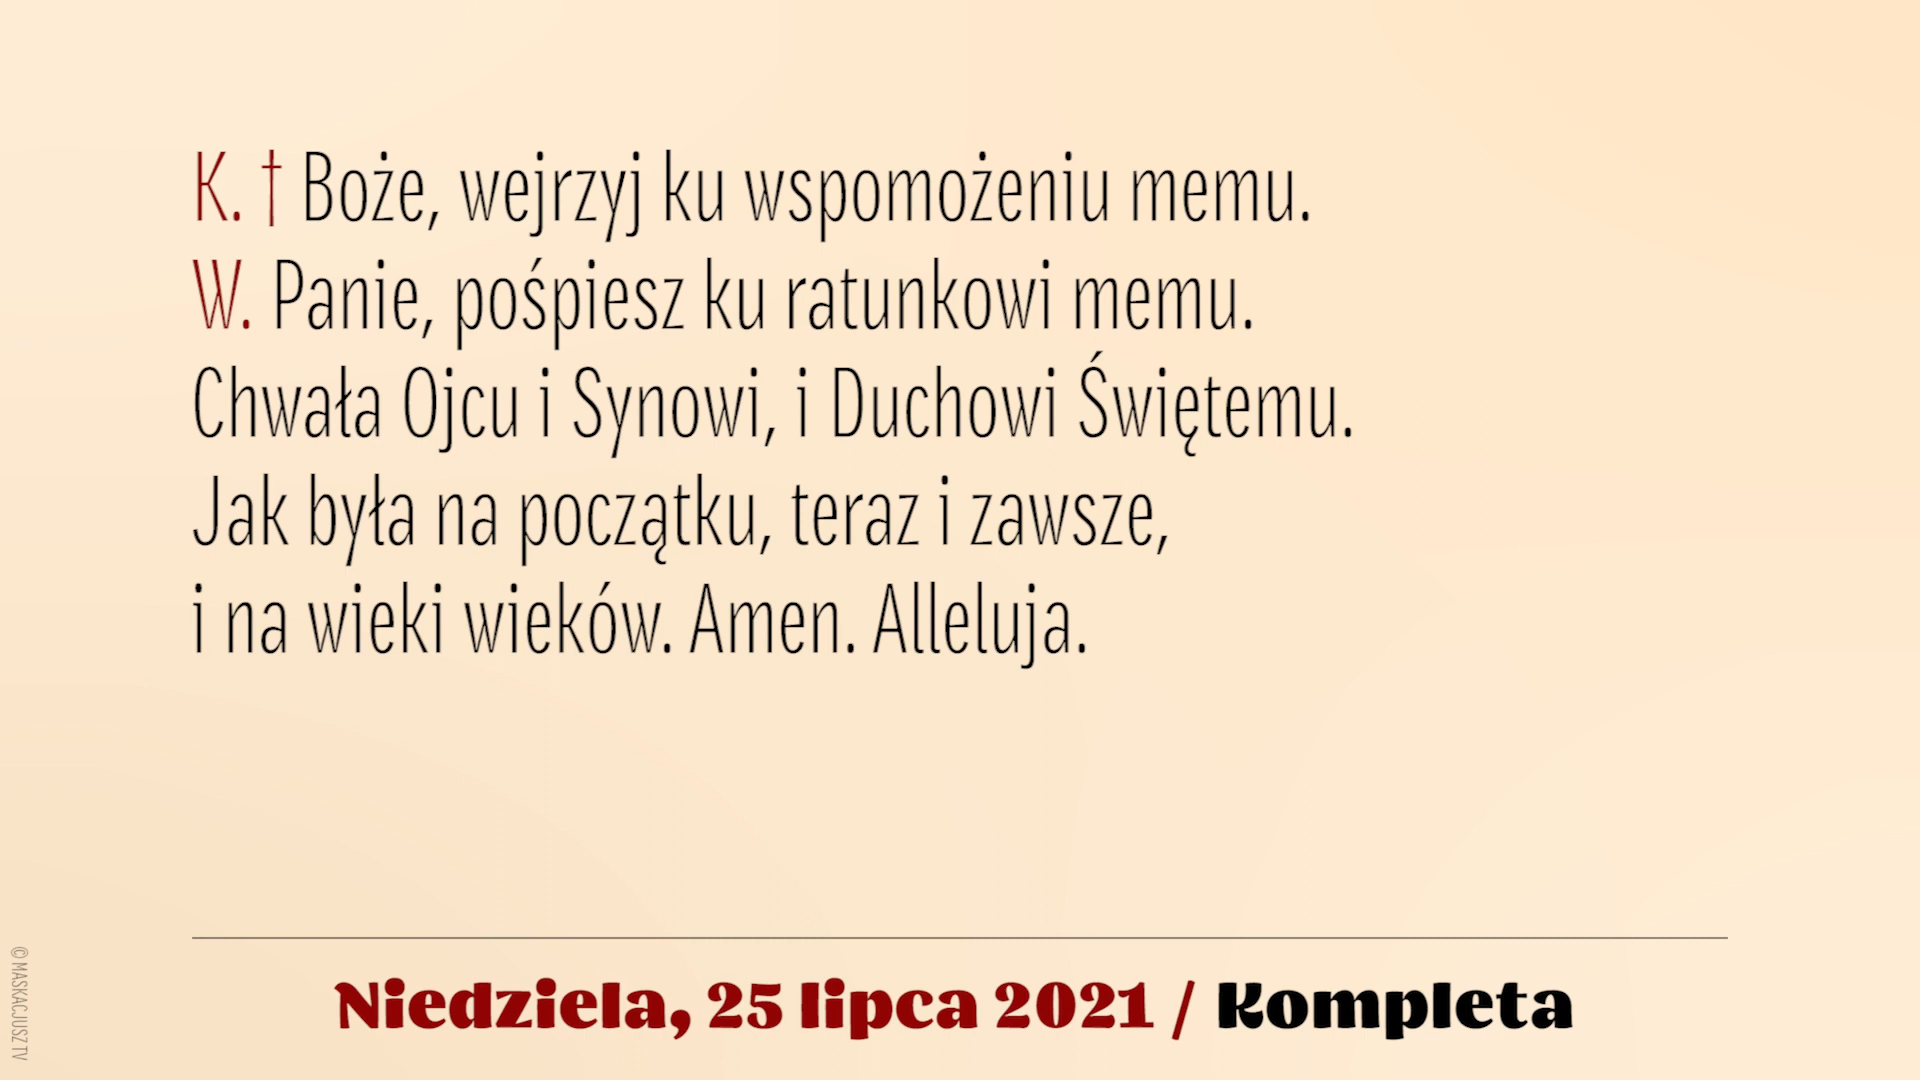 K. † Boże, wejrzyj ku wspomożeniu memu.
W. Panie, pośpiesz ku ratunkowi memu.
Chwała Ojcu i Synowi, i Duchowi Świętemu.
Jak była na początku, teraz i zawsze,
i na wieki wieków. Amen. Alleluja.
Niedziela, 25 lipca 2021 / Kompleta
© MASKACJUSZ TV